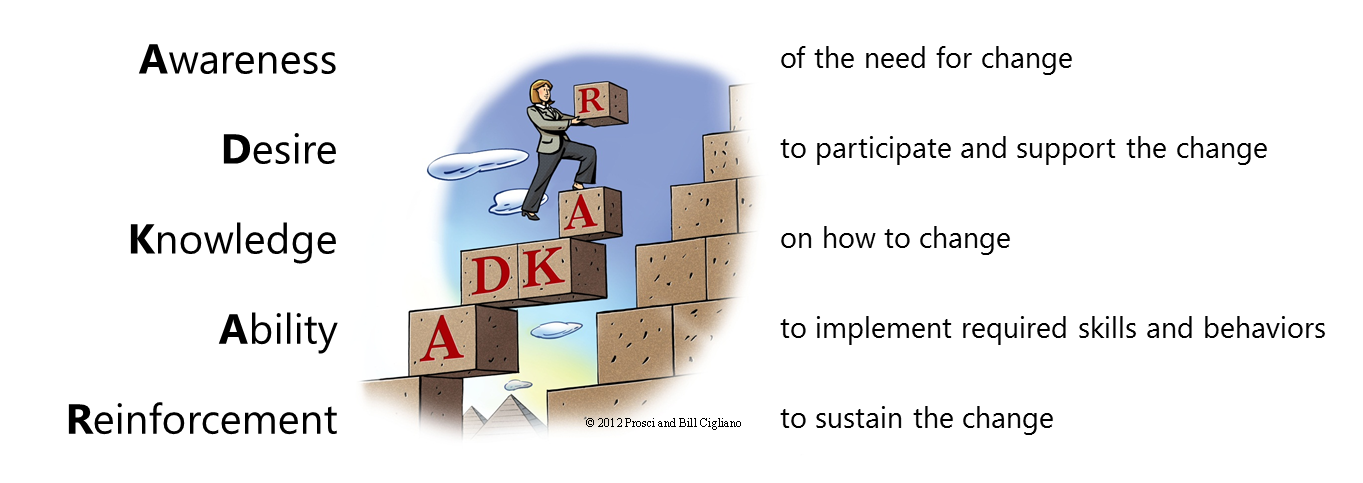 Awareness of the need for change
Desire to participate and support the change
Knowledge on how to change
Ability to implement required skills and behaviors
Reinforcement to sustain the change
R
A
D K
A
© 2012 Prosci and Bill Cigliano